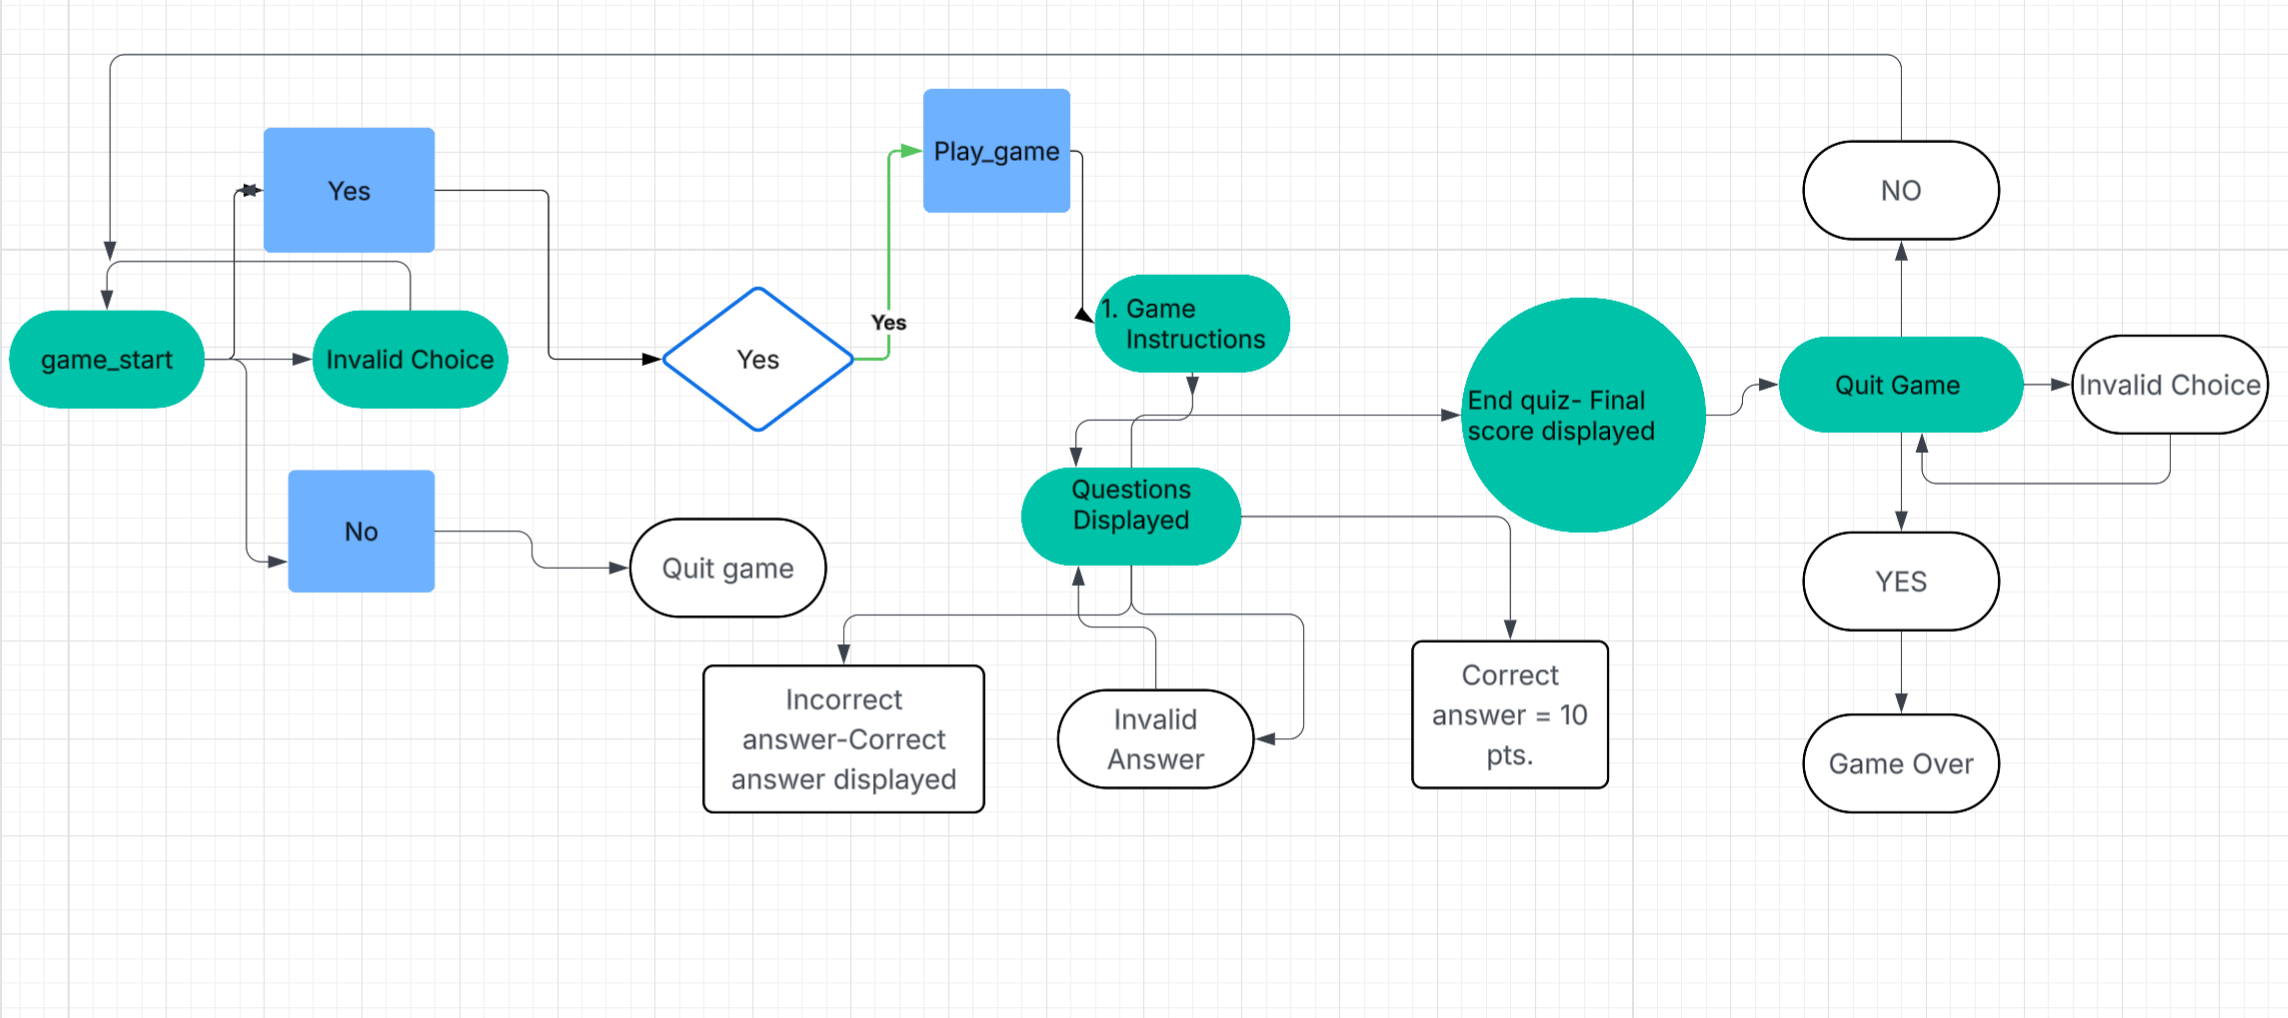 Yes
game_start
Invalid Choice
No
Quit game
Yes
Yes
Play_game
1. Game
Instructions
Questions
Displayed
Incorrect
answer-Correct
answer displayed
Invalid
Answer
Correct
answer = 10
pts.
End quiz- Final
score displayed
NO
Quit Game
Invalid Choice
YES
Game Over